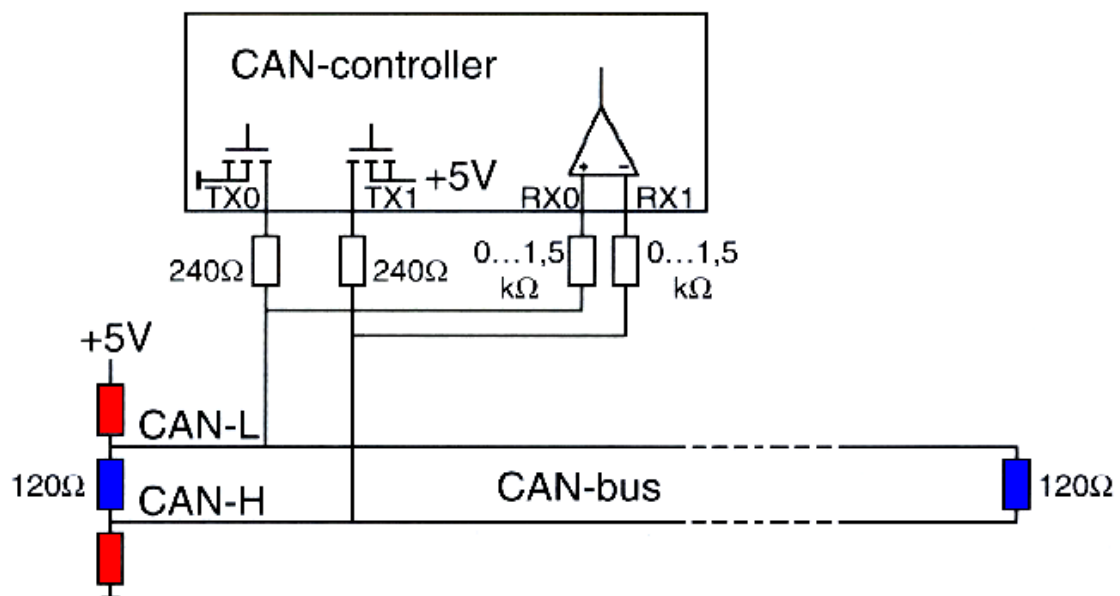 CAN-controller
TX0
TX1
+5V
RX0
RX1
240Ω
240Ω
0...1,5
kΩ
0...1,5
kΩ
+5V
CAN-L
120Ω
CAN-H
CAN-bus
120Ω